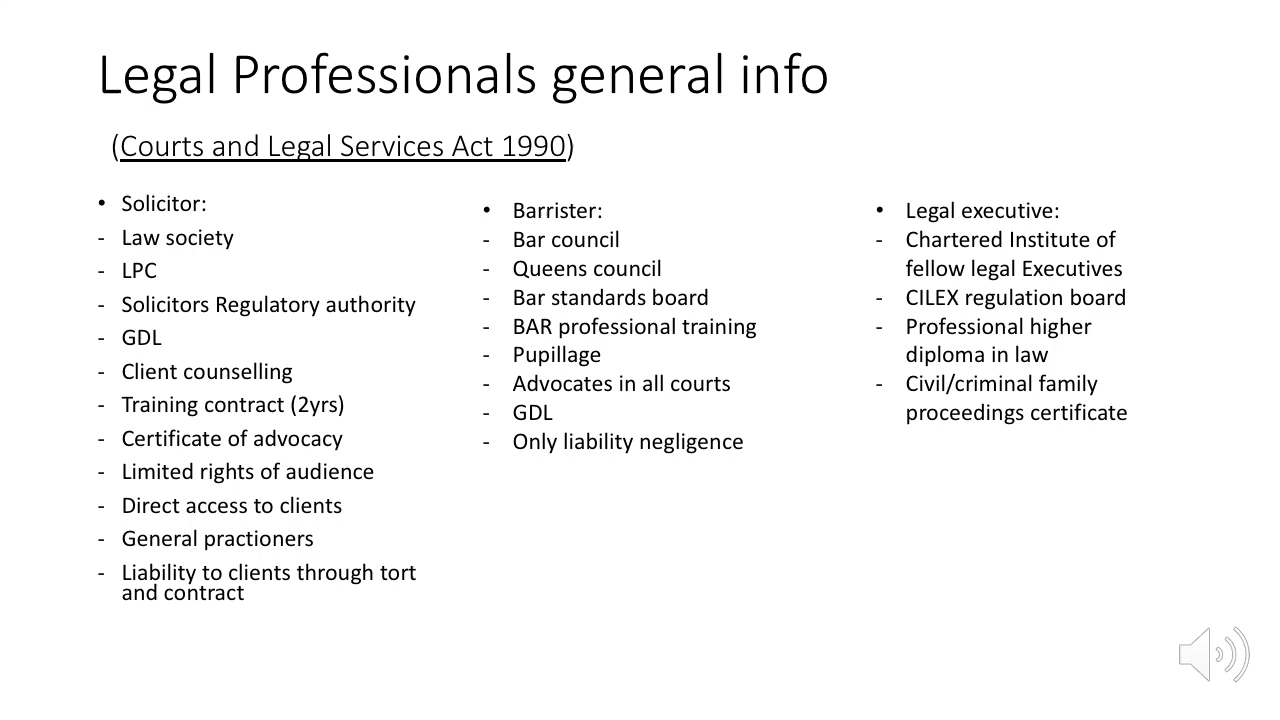 Legal Professionals general info
(Courts and Legal Services Act 1990)
• Solicitor:
- Law society
- LPC
- Solicitors Regulatory authority
- GDL
- Client counselling
- Training contract (2yrs)
- Certificate of advocacy
- Limited rights of audience
- Direct access to clients
- General practioners
- Liability to clients through tort
and contract
• Barrister:
- Bar council
- Queens council
- Bar standards board
- BAR professional training
- Pupillage
- Advocates in all courts
- GDL
- Only liability negligence
• Legal executive:
- Chartered Institute of
fellow legal Executives
- CILEX regulation board
- Professional higher
diploma in law
- Civil/criminal family
proceedings certificate